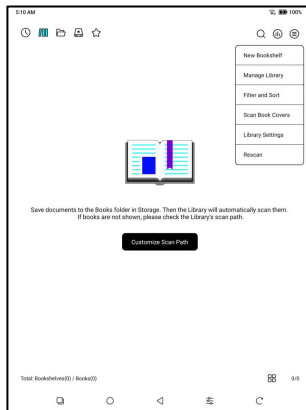 5:10 AM
100%
New Bookshelf
Manage Library
Filter and Sort
Scan Book Covers
Library Settings
Rescan
Save documents to the Books folder in Storage. Then the Library will automatically scan them.
If books are not shown, please check the Library's scan path.
Customize Scan Path
Total: Bookshelves(0) / Books(0)
0/0